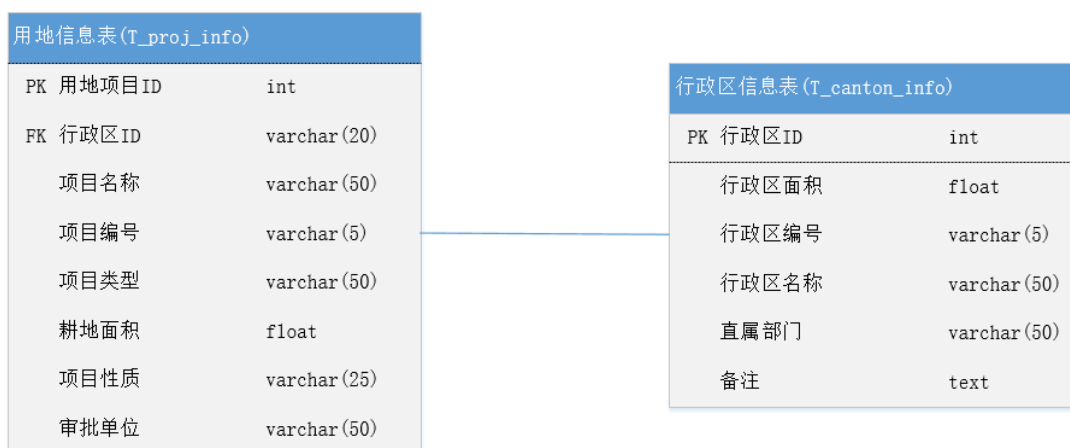 用地信息表(T_proj_info)
PK 用地项目ID int
FK 行政区ID varchar(20)
项目名称 varchar(50)
项目编号 varchar(5)
项目类型 varchar(50)
耕地面积 float
项目性质 varchar(25)
审批单位 varchar(50)
行政区信息表(T_canton_info)
PK 行政区ID int
行政区面积 float
行政区编号 varchar(5)
行政区名称 varchar(50)
直属部门 varchar(50)
备注 text